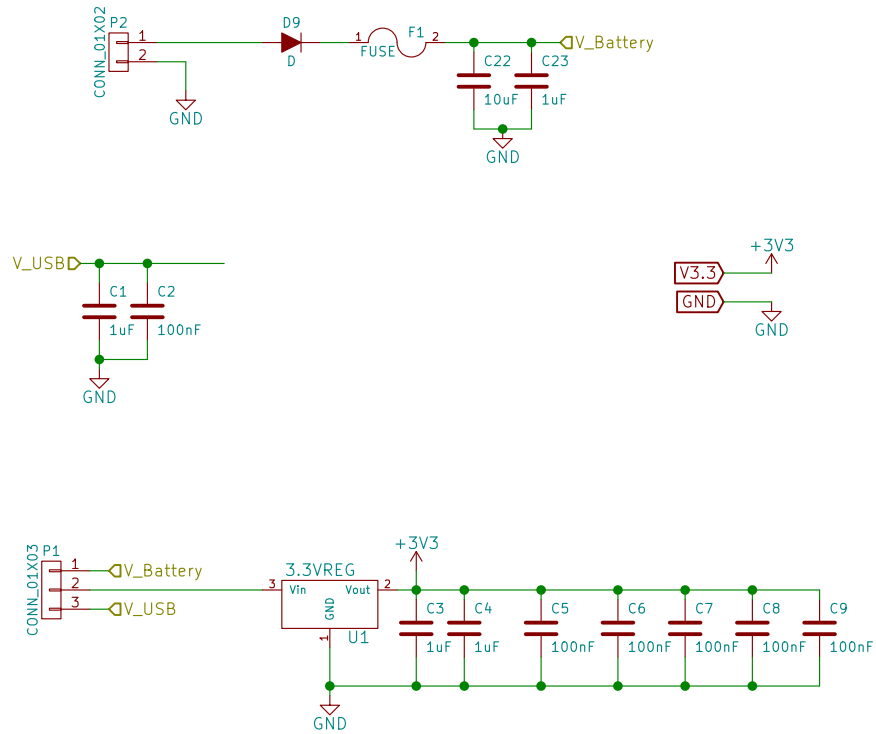 P2
CONN_01X02
1
2
GND
D9
D
1
FUSE
F1
2
C22
10uF
C23
1uF
V_Battery
GND
V_USB
C1
1uF
C2
100nF
GND
+3V3
V3.3
GND
GND
P1
CONN_01X03
1
V_Battery
2
3
V_USB
3.3VREG
3
Vin
Vout
2
GND
1
U1
GND
+3V3
C3
1uF
C4
1uF
C5
100nF
C6
100nF
C7
100nF
C8
100nF
C9
100nF